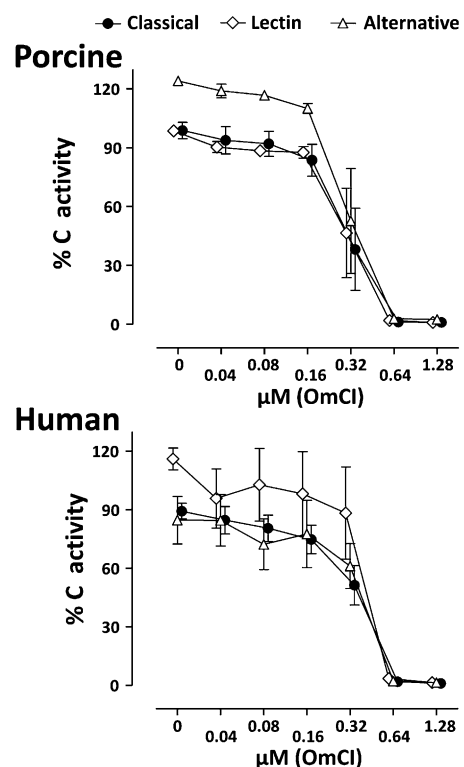 Classical Lectin Alternative
Porcine
120
90
60
30
0
% C activity
0 0.04 0.08 0.16 0.32 0.64 1.28
µM (OmCI)
Human
120
90
60
30
0
% C activity
0 0.04 0.08 0.16 0.32 0.64 1.28
µM (OmCI)